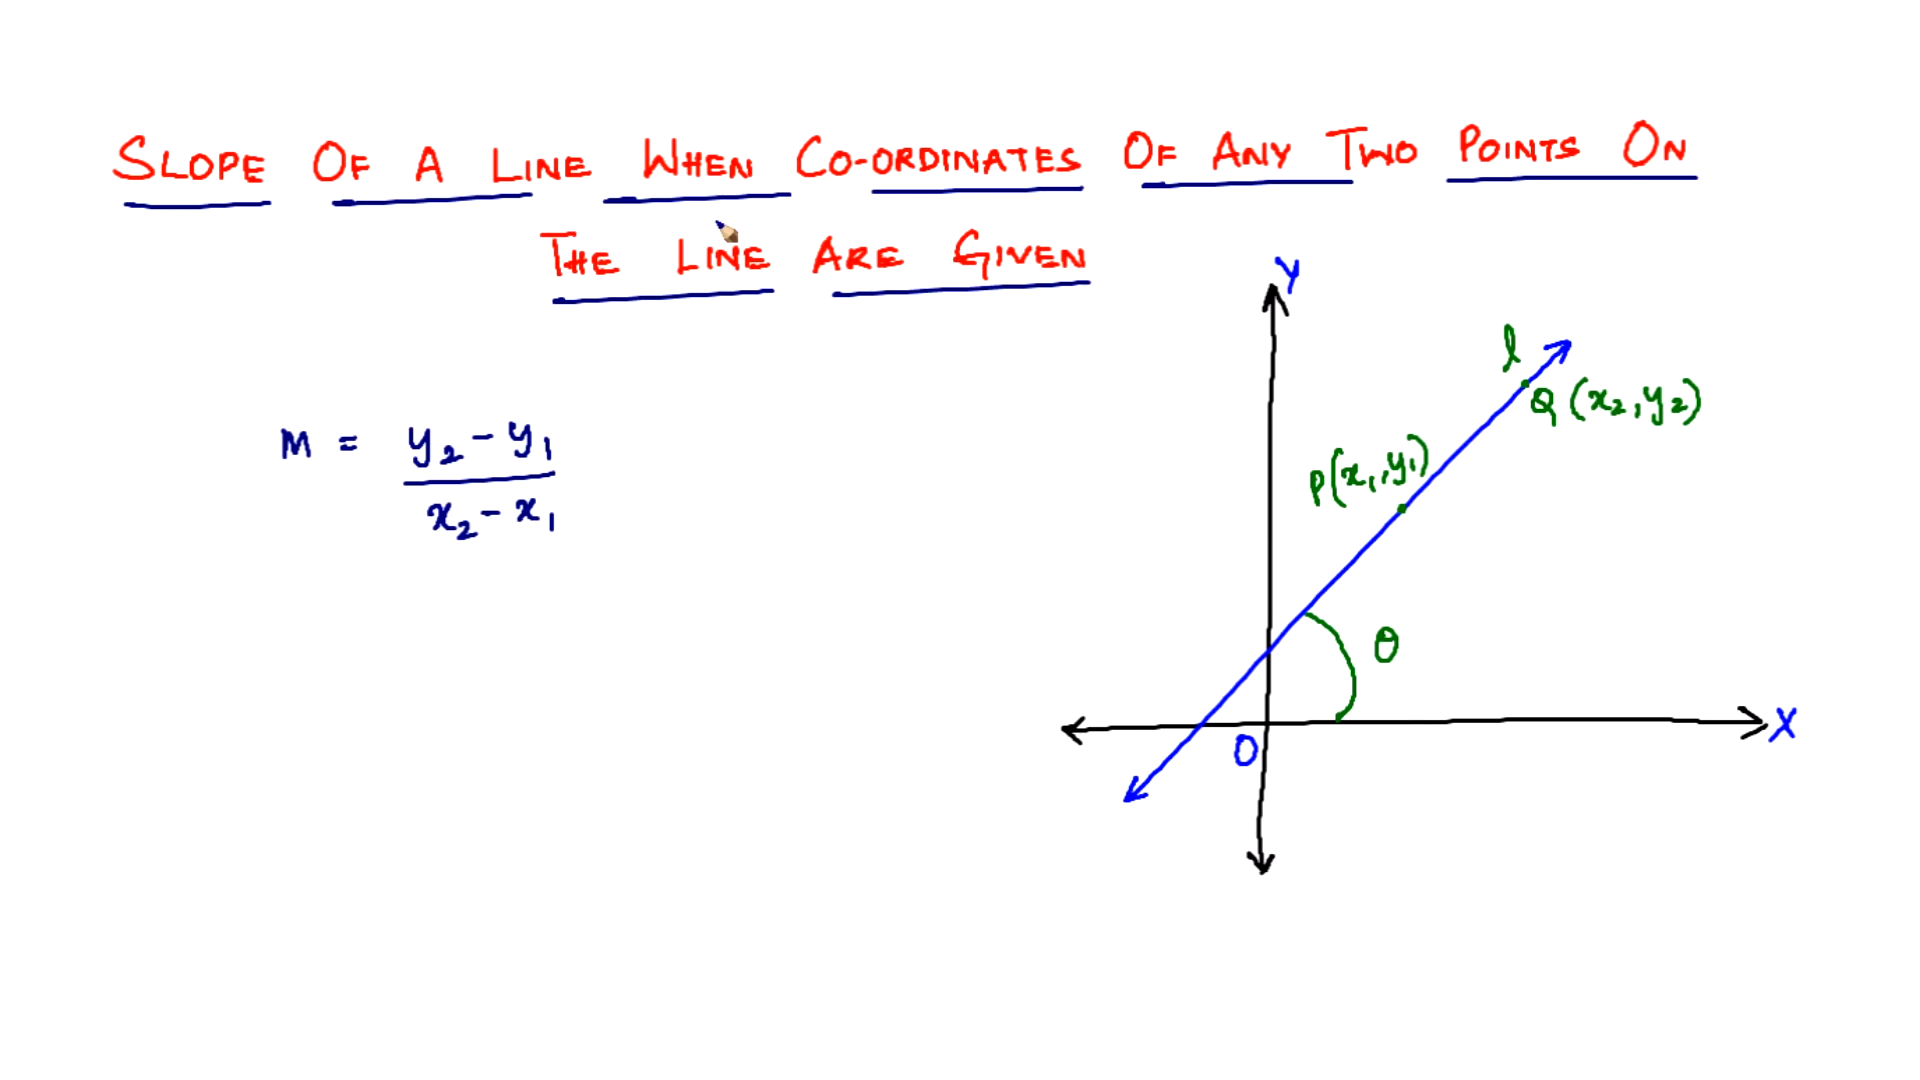 SLOPE OF A LINE WHEN CO-ORDINATES OF ANY TWO POINTS ON
THE LINE ARE GIVEN
Y
l
Q (x₂, y₂)
M = y₂ - y₁
x₂ - x₁
P(x₁, y₁)
θ
O
X